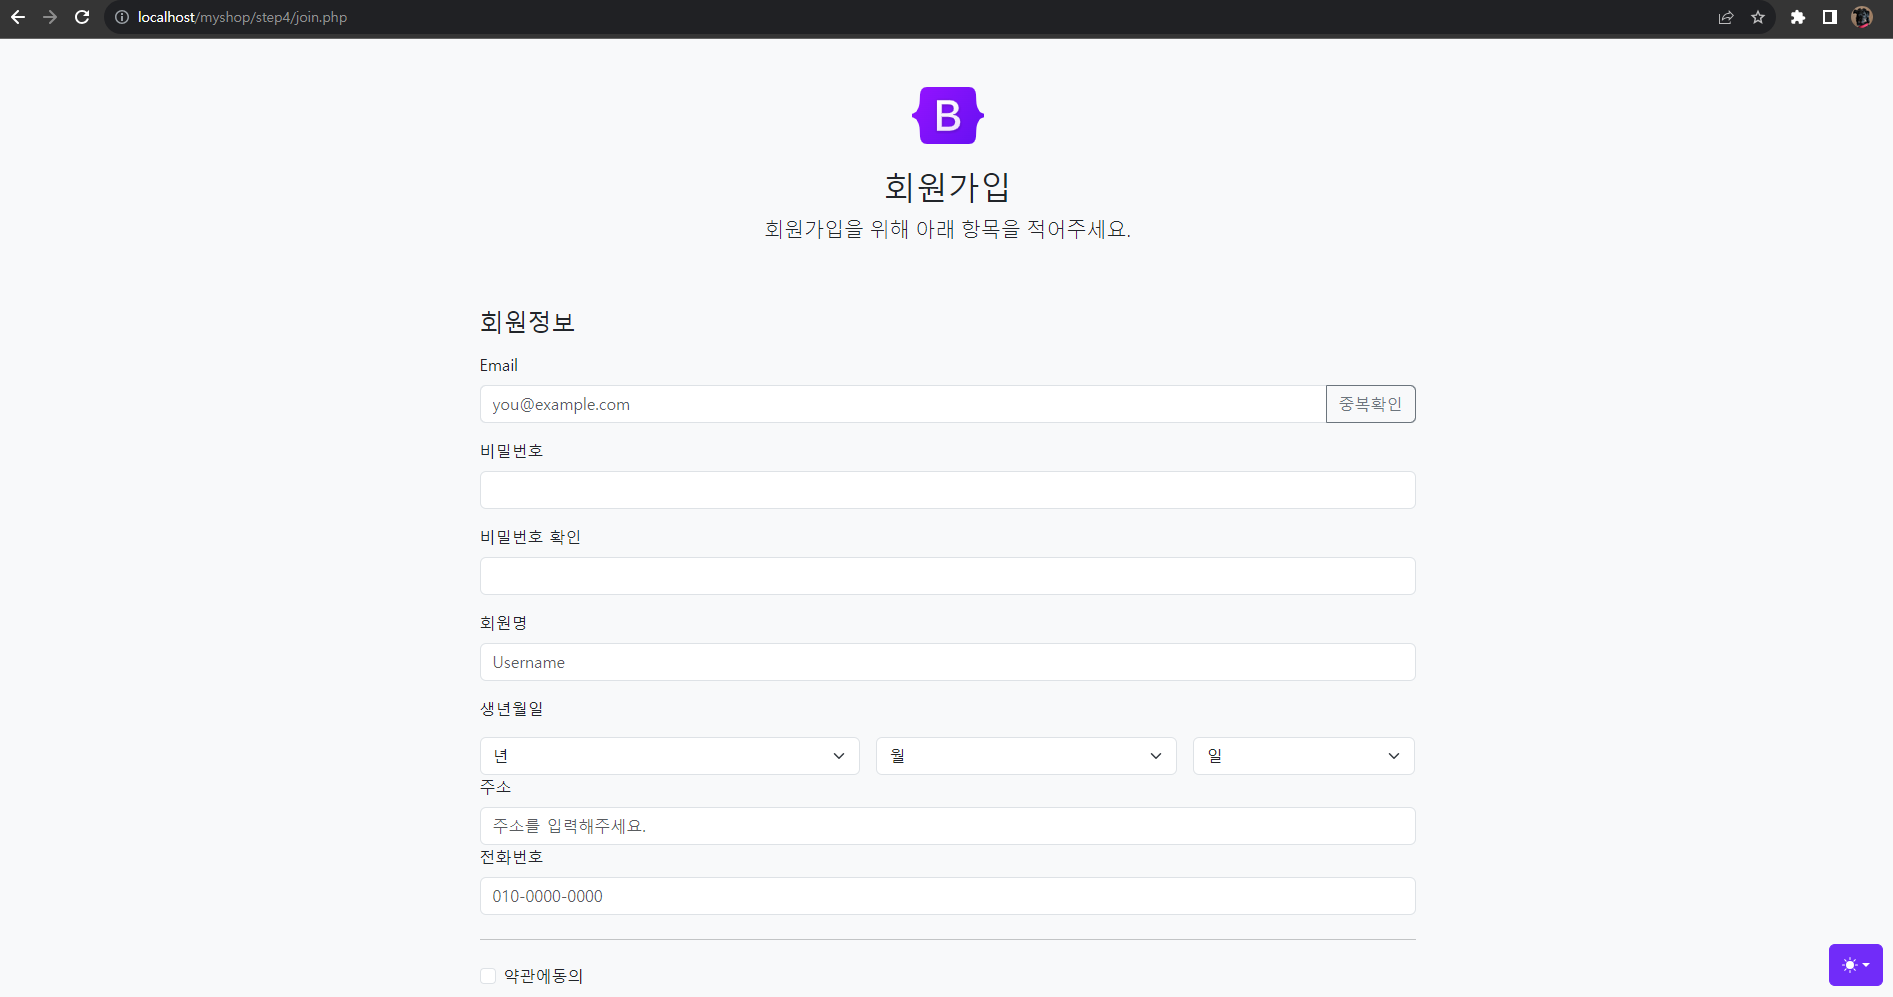 localhost/myshop/step4/join.php
B
회원가입
회원가입을 위해 아래 항목을 적어주세요.
회원정보
Email
you@example.com 중복확인
비밀번호
비밀번호 확인
회원명
Username
생년월일
년 월 일
주소
주소를 입력해주세요.
전화번호
010-0000-0000
약관에동의